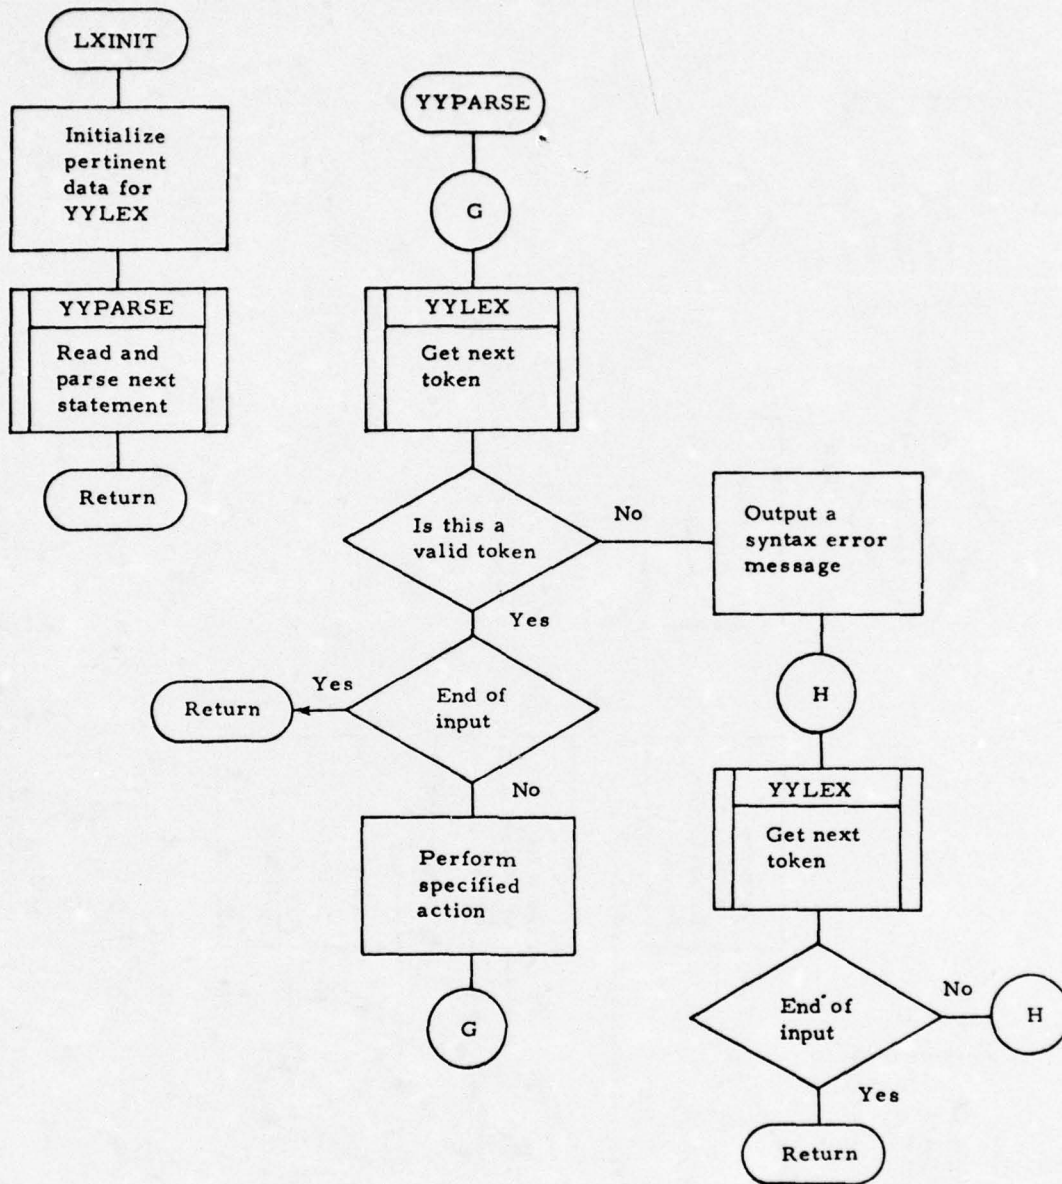 LXINIT
Initialize
pertinent
data for
YYLEX
YYPARSE
Read and
parse next
statement
Return
YYPARSE
G
YYLEX
Get next
token
Is this a
valid token
No
Yes
Output a
syntax error
message
End of
input
Yes
Return
No
Perform
specified
action
G
H
YYLEX
Get next
token
End of
input
No
H
Yes
Return